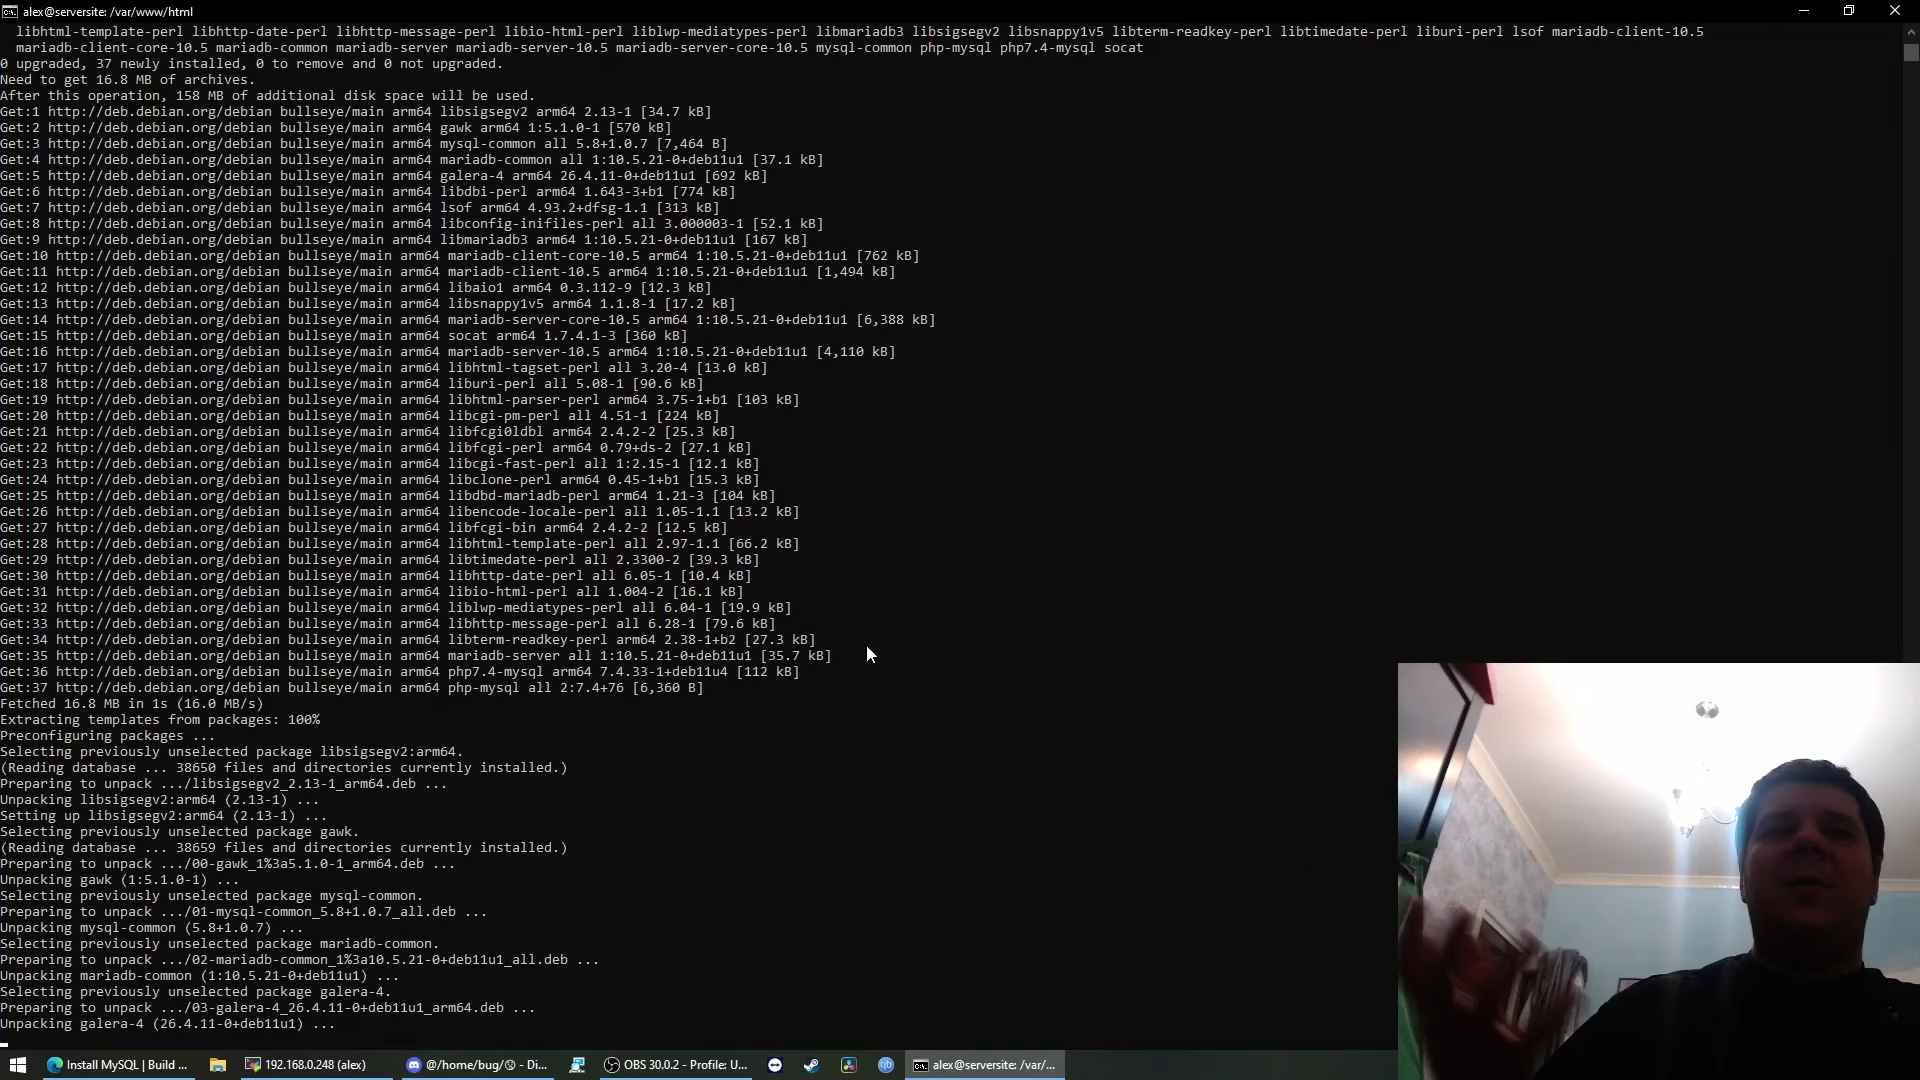 alex@serversite: /var/www/html
libhtml-template-perl libhttp-date-perl libhttp-message-perl libio-html-perl liblwp-mediatypes-perl libmariadb3 libsigsegv2 libsnappy1v5 libterm-readkey-perl libtimedate-perl liburi-perl lsof mariadb-client-10.5
mariadb-client-core-10.5 mariadb-common mariadb-server mariadb-server-10.5 mariadb-server-core-10.5 mysql-common php-mysql php7.4-mysql socat
0 upgraded, 37 newly installed, 0 to remove and 0 not upgraded.
Need to get 16.8 MB of archives.
After this operation, 158 MB of additional disk space will be used.
Get:1 http://deb.debian.org/debian bullseye/main arm64 libsigsegv2 arm64 2.13-1 [34.7 kB]
Get:2 http://deb.debian.org/debian bullseye/main arm64 gawk arm64 1:5.1.0-1 [570 kB]
Get:3 http://deb.debian.org/debian bullseye/main arm64 mysql-common all 5.8+1.0.7 [7,464 B]
Get:4 http://deb.debian.org/debian bullseye/main arm64 mariadb-common all 1:10.5.21-0+deb11u1 [37.1 kB]
Get:5 http://deb.debian.org/debian bullseye/main arm64 galera-4 arm64 26.4.11-0+deb11u1 [692 kB]
Get:6 http://deb.debian.org/debian bullseye/main arm64 libdbi-perl arm64 1.643-3+b1 [774 kB]
Get:7 http://deb.debian.org/debian bullseye/main arm64 lsof arm64 4.93.2+dfsg-1.1 [313 kB]
Get:8 http://deb.debian.org/debian bullseye/main arm64 libconfig-inifiles-perl all 3.000003-1 [52.1 kB]
Get:9 http://deb.debian.org/debian bullseye/main arm64 libmariadb3 arm64 1:10.5.21-0+deb11u1 [167 kB]
Get:10 http://deb.debian.org/debian bullseye/main arm64 mariadb-client-core-10.5 arm64 1:10.5.21-0+deb11u1 [762 kB]
Get:11 http://deb.debian.org/debian bullseye/main arm64 mariadb-client-10.5 arm64 1:10.5.21-0+deb11u1 [1,494 kB]
Get:12 http://deb.debian.org/debian bullseye/main arm64 libaio1 arm64 0.3.112-9 [12.3 kB]
Get:13 http://deb.debian.org/debian bullseye/main arm64 libsnappy1v5 arm64 1.1.8-1 [17.2 kB]
Get:14 http://deb.debian.org/debian bullseye/main arm64 mariadb-server-core-10.5 arm64 1:10.5.21-0+deb11u1 [6,388 kB]
Get:15 http://deb.debian.org/debian bullseye/main arm64 socat arm64 1.7.4.1-3 [360 kB]
Get:16 http://deb.debian.org/debian bullseye/main arm64 mariadb-server-10.5 arm64 1:10.5.21-0+deb11u1 [4,110 kB]
Get:17 http://deb.debian.org/debian bullseye/main arm64 libhtml-tagset-perl all 3.20-4 [13.0 kB]
Get:18 http://deb.debian.org/debian bullseye/main arm64 liburi-perl all 5.08-1 [90.6 kB]
Get:19 http://deb.debian.org/debian bullseye/main arm64 libhtml-parser-perl arm64 3.75-1+b1 [103 kB]
Get:20 http://deb.debian.org/debian bullseye/main arm64 libcgi-pm-perl all 4.51-1 [224 kB]
Get:21 http://deb.debian.org/debian bullseye/main arm64 libfcgi0ldbl arm64 2.4.2-2 [25.3 kB]
Get:22 http://deb.debian.org/debian bullseye/main arm64 libfcgi-perl arm64 0.79+ds-2 [27.1 kB]
Get:23 http://deb.debian.org/debian bullseye/main arm64 libcgi-fast-perl all 1:2.15-1 [12.1 kB]
Get:24 http://deb.debian.org/debian bullseye/main arm64 libclone-perl arm64 0.45-1+b1 [15.3 kB]
Get:25 http://deb.debian.org/debian bullseye/main arm64 libdbd-mariadb-perl arm64 1.21-3 [104 kB]
Get:26 http://deb.debian.org/debian bullseye/main arm64 libencode-locale-perl all 1.05-1.1 [13.2 kB]
Get:27 http://deb.debian.org/debian bullseye/main arm64 libfcgi-bin arm64 2.4.2-2 [12.5 kB]
Get:28 http://deb.debian.org/debian bullseye/main arm64 libhtml-template-perl all 2.97-1.1 [66.2 kB]
Get:29 http://deb.debian.org/debian bullseye/main arm64 libtimedate-perl all 2.3300-2 [39.3 kB]
Get:30 http://deb.debian.org/debian bullseye/main arm64 libhttp-date-perl all 6.05-1 [10.4 kB]
Get:31 http://deb.debian.org/debian bullseye/main arm64 libio-html-perl all 1.004-2 [16.1 kB]
Get:32 http://deb.debian.org/debian bullseye/main arm64 liblwp-mediatypes-perl all 6.04-1 [19.9 kB]
Get:33 http://deb.debian.org/debian bullseye/main arm64 libhttp-message-perl all 6.28-1 [79.6 kB]
Get:34 http://deb.debian.org/debian bullseye/main arm64 libterm-readkey-perl arm64 2.38-1+b2 [27.3 kB]
Get:35 http://deb.debian.org/debian bullseye/main arm64 mariadb-server all 1:10.5.21-0+deb11u1 [35.7 kB]
Get:36 http://deb.debian.org/debian bullseye/main arm64 php7.4-mysql arm64 7.4.33-1+deb11u4 [112 kB]
Get:37 http://deb.debian.org/debian bullseye/main arm64 php-mysql all 2:7.4+76 [6,360 B]
Fetched 16.8 MB in 1s (16.0 MB/s)
Extracting templates from packages: 100%
Preconfiguring packages ...
Selecting previously unselected package libsigsegv2:arm64.
(Reading database ... 38650 files and directories currently installed.)
Preparing to unpack .../libsigsegv2_2.13-1_arm64.deb ...
Unpacking libsigsegv2:arm64 (2.13-1) ...
Setting up libsigsegv2:arm64 (2.13-1) ...
Selecting previously unselected package gawk.
(Reading database ... 38659 files and directories currently installed.)
Preparing to unpack .../00-gawk_1%3a5.1.0-1_arm64.deb ...
Unpacking gawk (1:5.1.0-1) ...
Selecting previously unselected package mysql-common.
Preparing to unpack .../01-mysql-common_5.8+1.0.7_all.deb ...
Unpacking mysql-common (5.8+1.0.7) ...
Selecting previously unselected package mariadb-common.
Preparing to unpack .../02-mariadb-common_1%3a10.5.21-0+deb11u1_all.deb ...
Unpacking mariadb-common (1:10.5.21-0+deb11u1) ...
Selecting previously unselected package galera-4.
Preparing to unpack .../03-galera-4_26.4.11-0+deb11u1_arm64.deb ...
Unpacking galera-4 (26.4.11-0+deb11u1) ...
Install MySQL | Build ...
192.168.0.248 (alex)
@/home/bug/ - Di...
OBS 30.0.2 - Profile: U...
qb
alex@serversite: /var/...